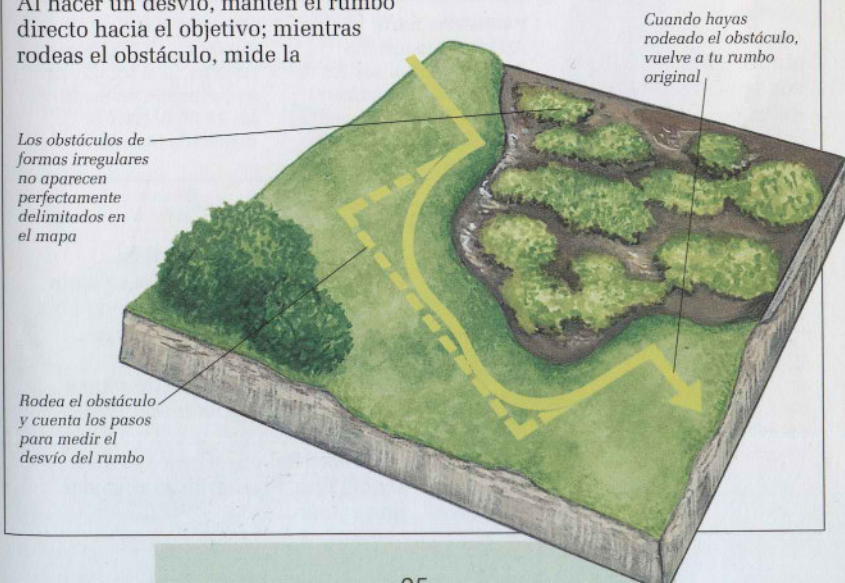 Al hacer un desvío, mantén el rumbo
directo hacia el objetivo; mientras
rodeas el obstáculo, mide la
Cuando hayas
rodeado el obstáculo,
vuelve a tu rumbo
original
Los obstáculos de
formas irregulares
no aparecen
perfectamente
delimitados en
el mapa
Rodea el obstáculo
y cuenta los pasos
para medir el
desvío del rumbo